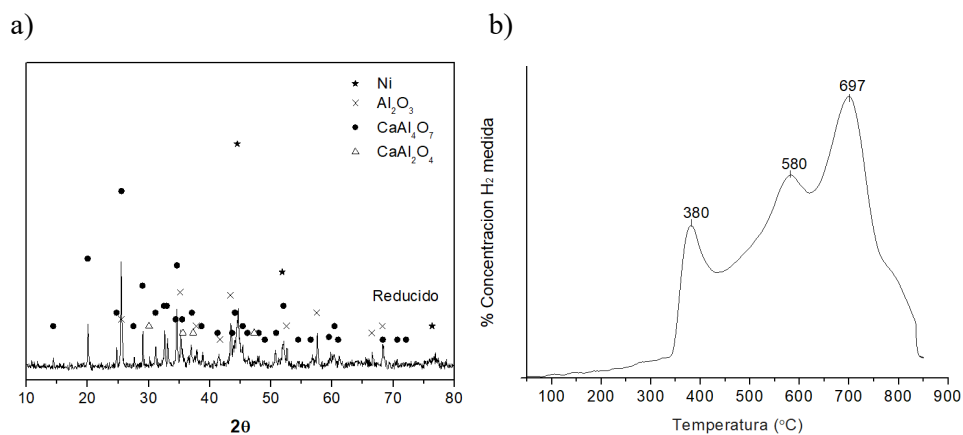 a)
b)
Ni
Al₂O₃
CaAl₄O₇
CaAl₂O₄
Reducido
10 20 30 40 50 60 70 80
2θ
% Concentracion H₂ medida
380
580
697
100 200 300 400 500 600 700 800 900
Temperatura (°C)